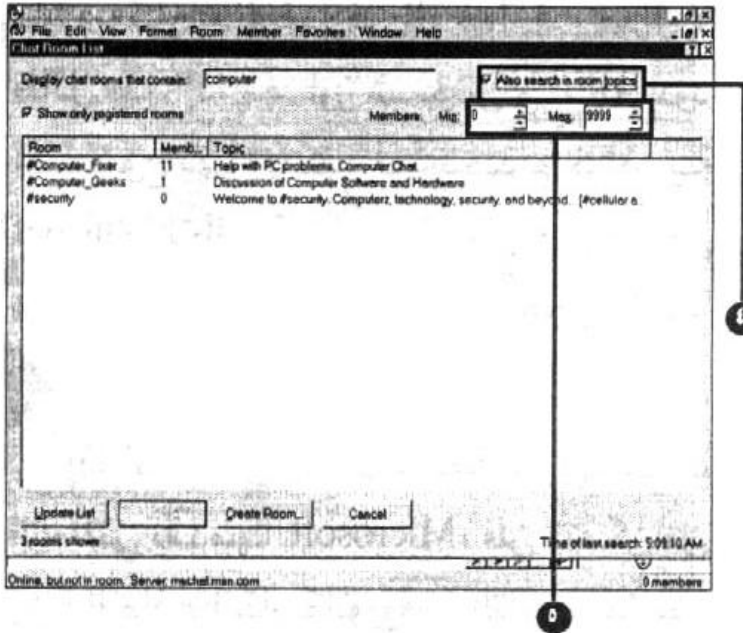 File Edit View Format Room Member Favorites Window Help
Chat Room List
Display chat rooms that contain: computer
Also search in room topics
Show only registered rooms
Members: Min: 0 Max: 9999
Room Memb... Topic
#Computer_Fixer 11 Help with PC problems, Computer Chat
#Computer_Geeks 1 Discussion of Computer Software and Hardware
#security 0 Welcome to #security. Computerz, technology, security, and beyond. [#cellular a
Update List Create Room... Cancel
3 rooms shown Time of last search: 5:09:10 AM
Online, but not in room. Server: mschat.msn.com 0 members